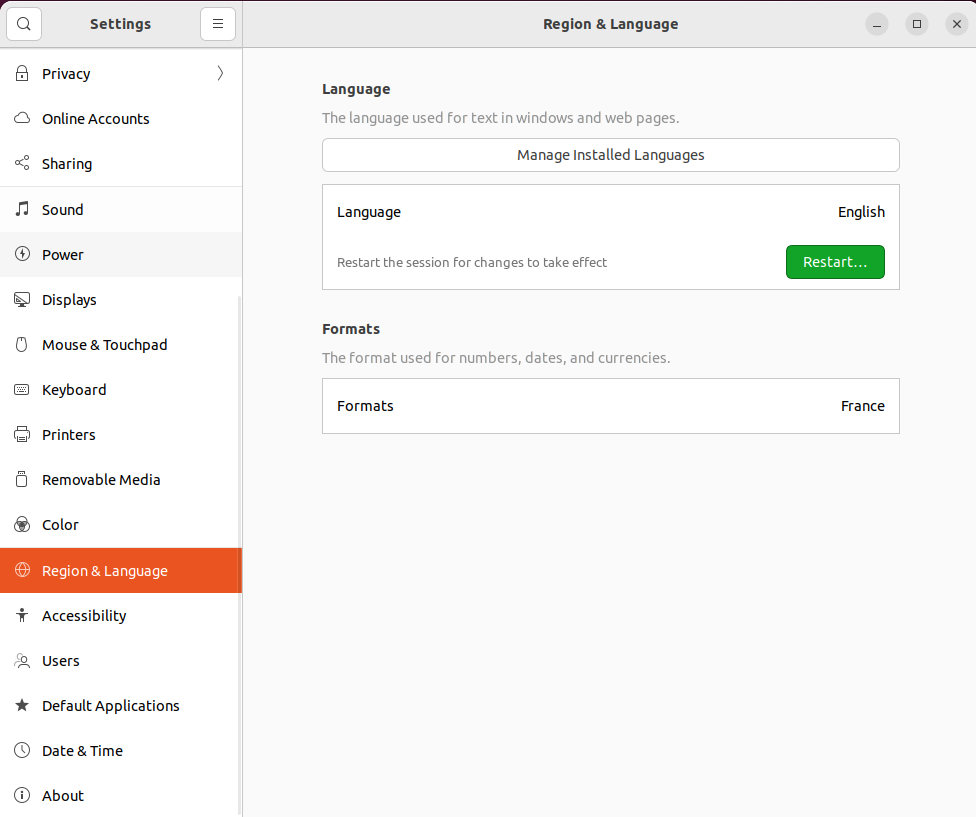 Settings
Region & Language
Privacy
Online Accounts
Sharing
Sound
Power
Displays
Mouse & Touchpad
Keyboard
Printers
Removable Media
Color
Region & Language
Accessibility
Users
Default Applications
Date & Time
About
Language
The language used for text in windows and web pages.
Manage Installed Languages
Language English
Restart the session for changes to take effect Restart…
Formats
The format used for numbers, dates, and currencies.
Formats France